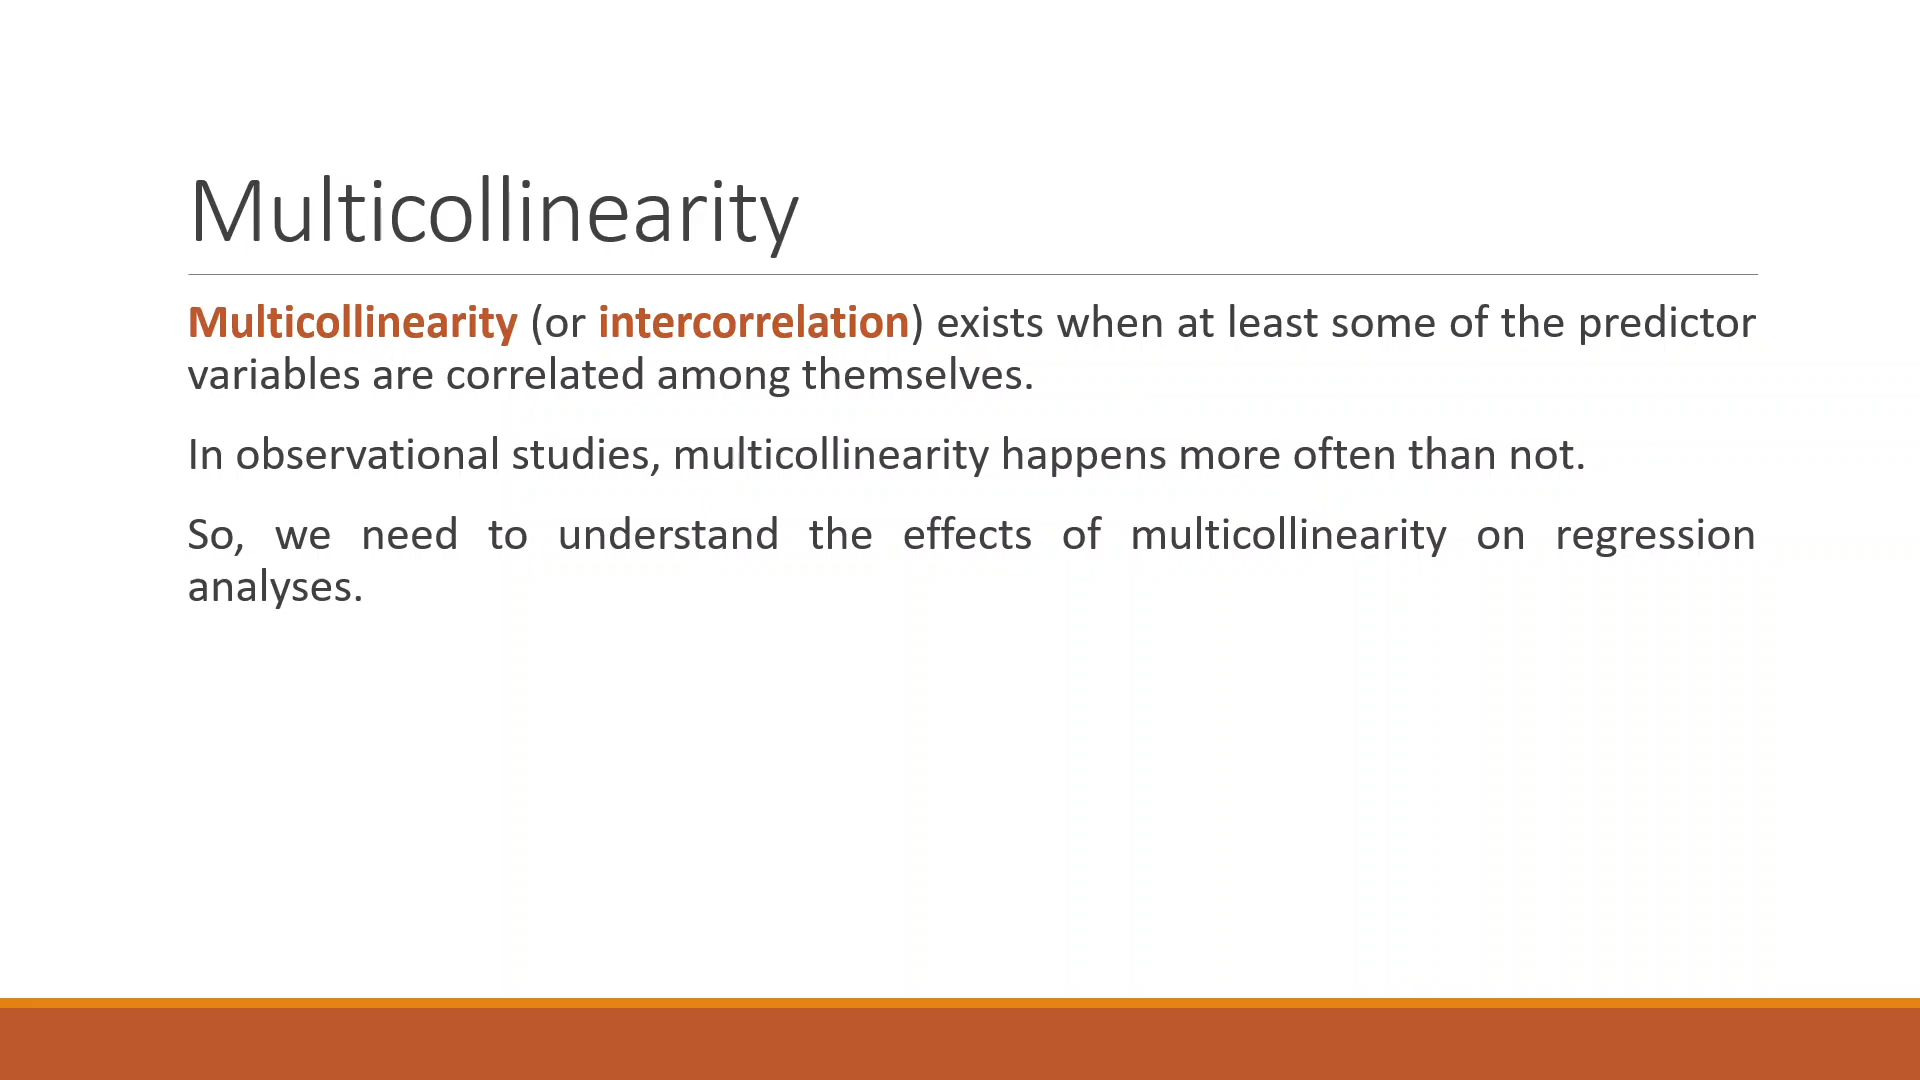 Multicollinearity
Multicollinearity (or intercorrelation) exists when at least some of the predictor
variables are correlated among themselves.
In observational studies, multicollinearity happens more often than not.
So, we need to understand the effects of multicollinearity on regression
analyses.